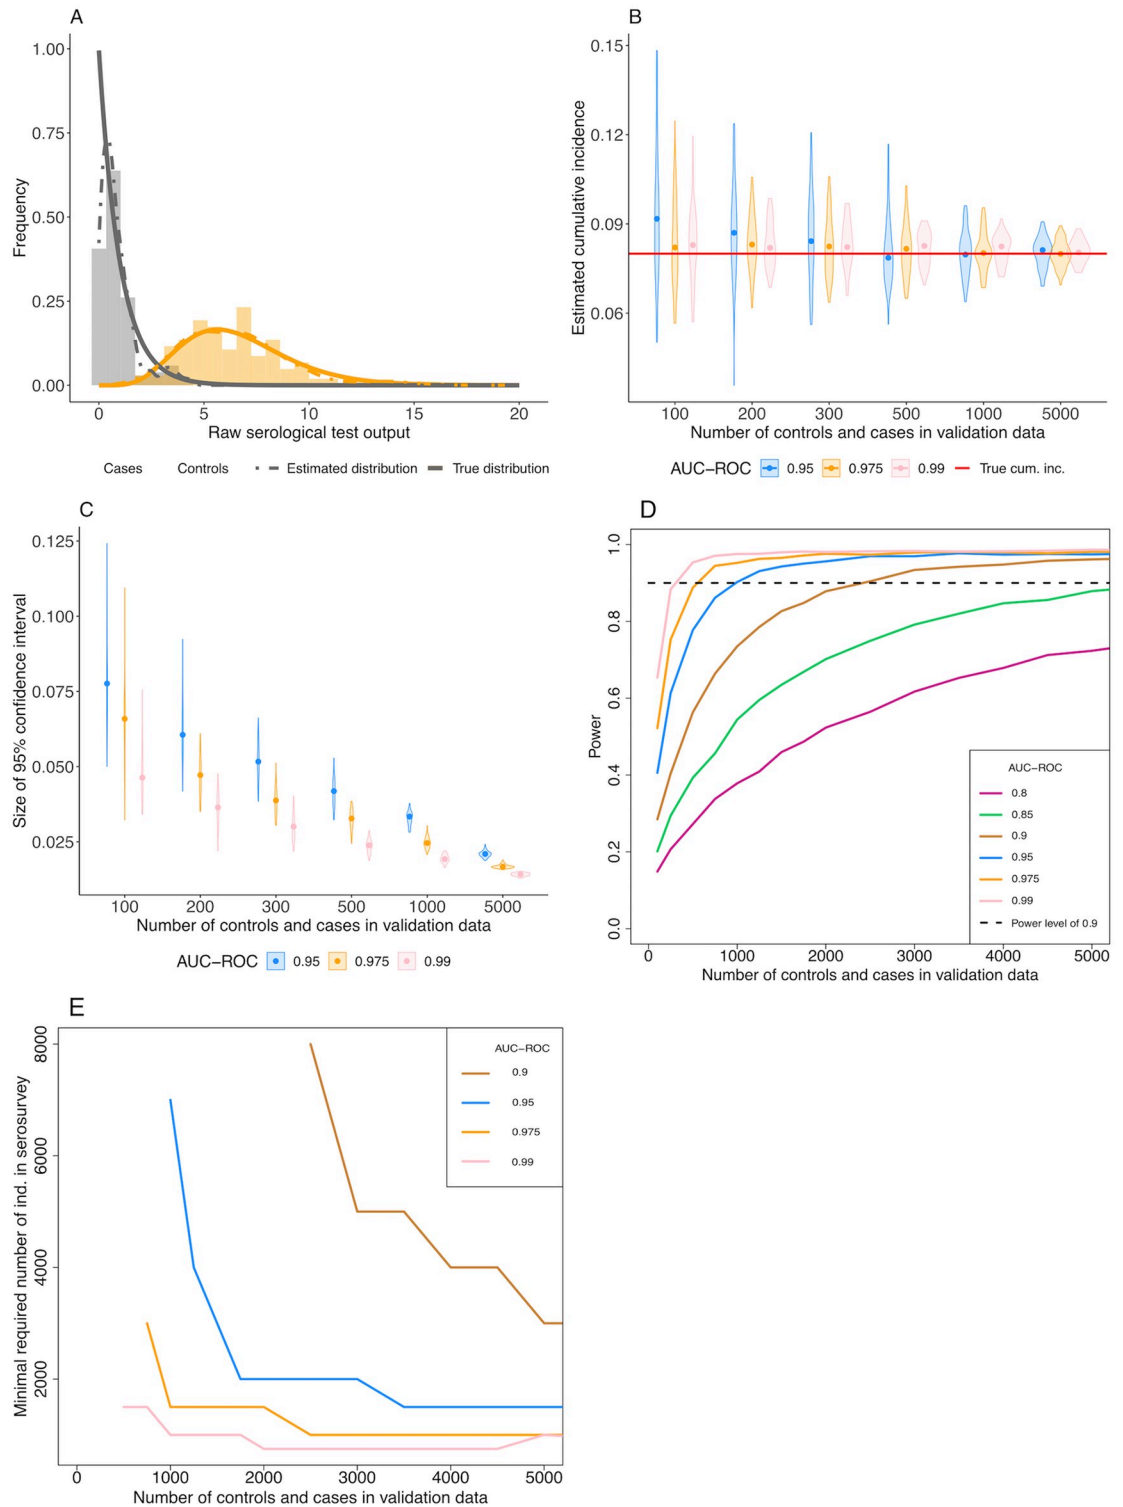 A
1.00
0.75
0.50
0.25
0.00
Frequency
0
5
10
15
20
Raw serological test output
Cases
Controls
Estimated distribution
True distribution
B
0.15
0.12
0.09
0.06
Estimated cumulative incidence
100
200
300
500
1000
5000
Number of controls and cases in validation data
AUC−ROC
0.95
0.975
0.99
True cum. inc.
C
0.125
0.100
0.075
0.050
0.025
Size of 95% confidence interval
100
200
300
500
1000
5000
Number of controls and cases in validation data
AUC−ROC
0.95
0.975
0.99
D
1.0
0.8
0.6
0.4
0.2
0.0
Power
AUC−ROC
0.8
0.85
0.9
0.95
0.975
0.99
Power level of 0.9
0
1000
2000
3000
4000
5000
Number of controls and cases in validation data
E
8000
6000
4000
2000
Minimal required number of ind. in serosurvey
AUC−ROC
0.9
0.95
0.975
0.99
0
1000
2000
3000
4000
5000
Number of controls and cases in validation data